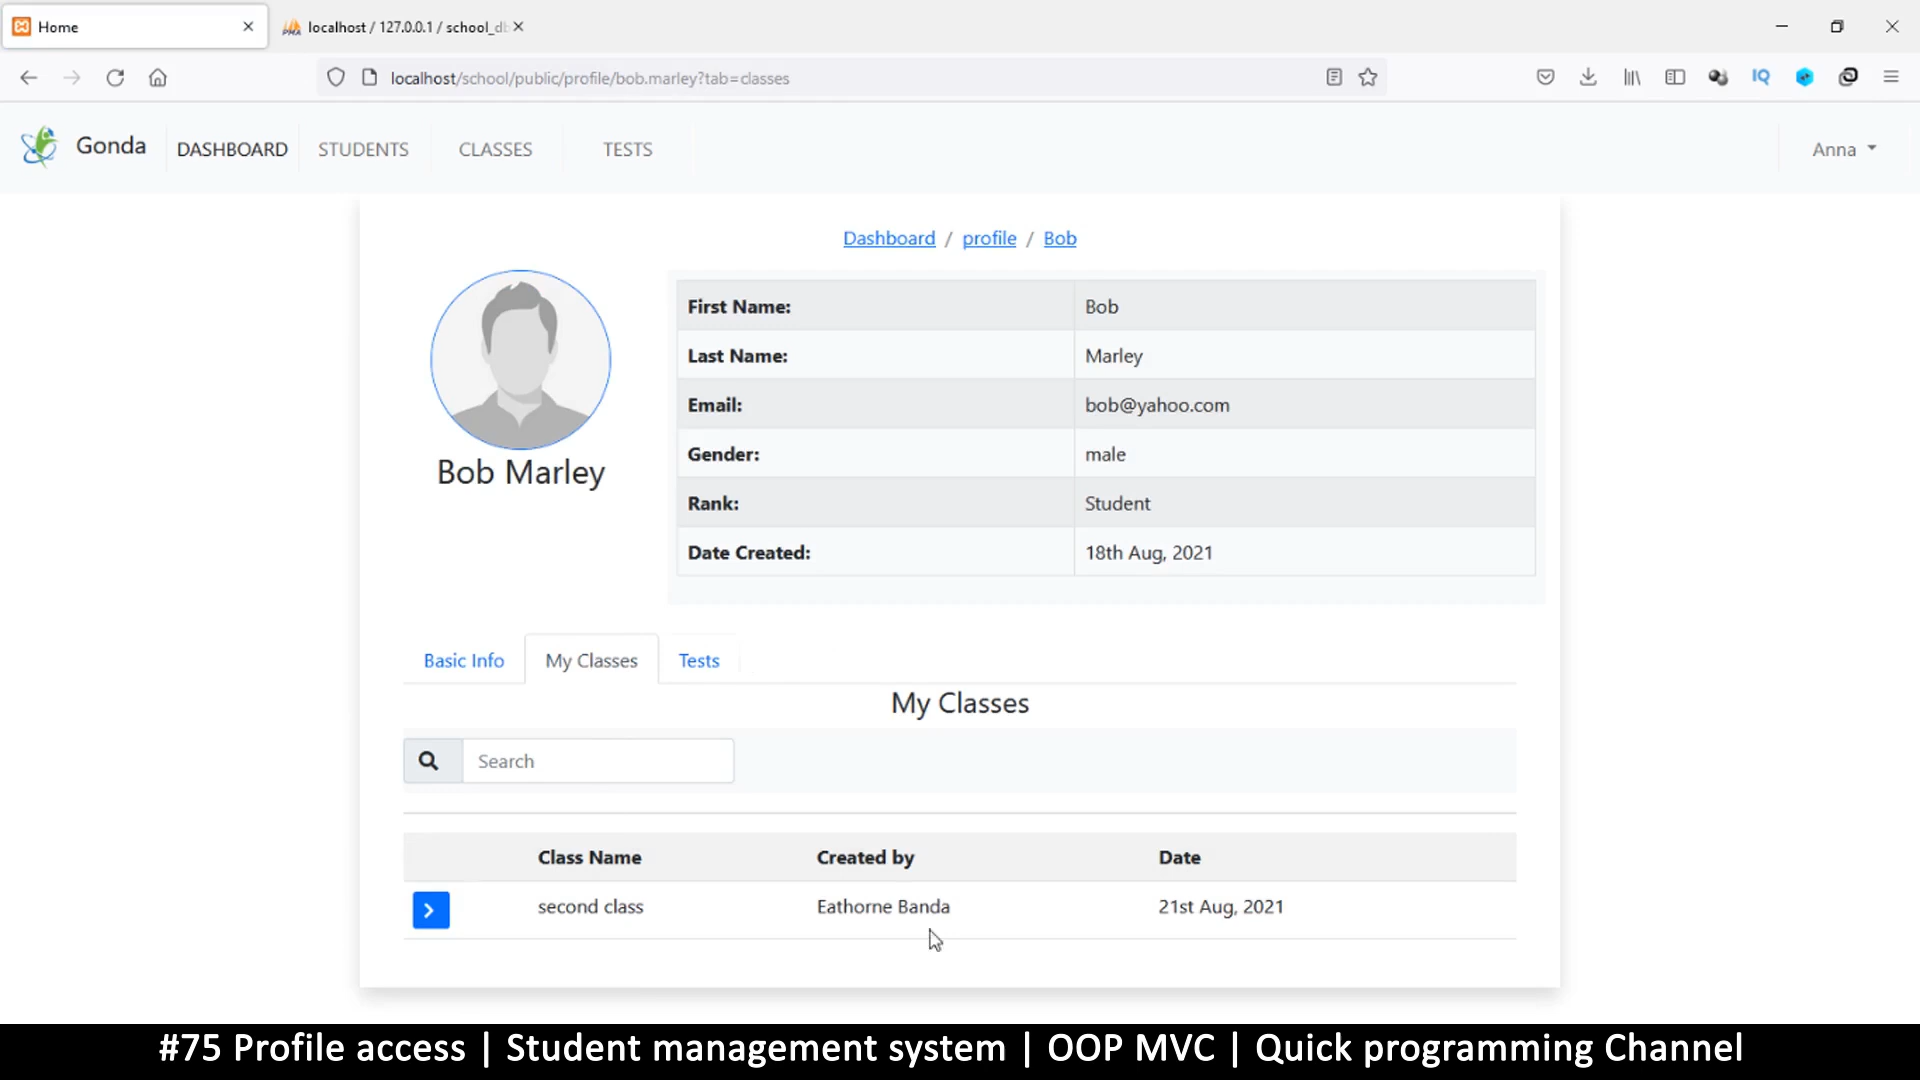 Home
localhost / 127.0.0.1 / school_db
localhost/school/public/profile/bob.marley?tab=classes
IQ
Gonda DASHBOARD STUDENTS CLASSES TESTS Anna
Dashboard / profile / Bob
First Name: Bob
Last Name: Marley
Email: bob@yahoo.com
Gender: male
Rank: Student
Date Created: 18th Aug, 2021
Bob Marley
Basic Info My Classes Tests
My Classes
Search
Class Name Created by Date
second class Eathorne Banda 21st Aug, 2021
#75 Profile access | Student management system | OOP MVC | Quick programming Channel